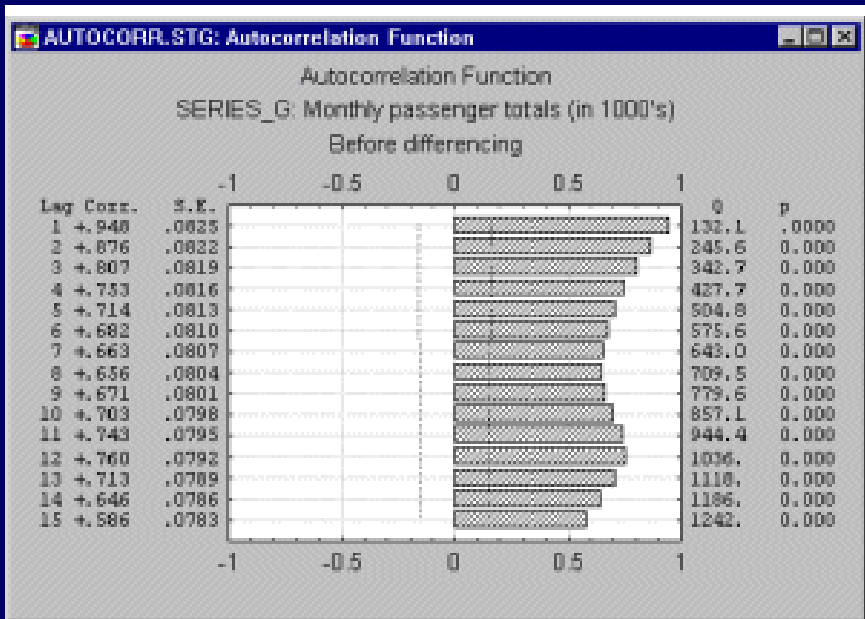 AUTOCORR.STG: Autocorrelation Function
Autocorrelation Function
SERIES_G: Monthly passenger totals (in 1000's)
Before differencing
-1 -0.5 0 0.5 1
Lag Corr. S.E. Q p
1 +.948 .0825 132.1 .0000
2 +.876 .0822 245.6 0.000
3 +.807 .0819 342.7 0.000
4 +.753 .0816 427.7 0.000
5 +.714 .0813 504.8 0.000
6 +.682 .0810 575.6 0.000
7 +.663 .0807 643.0 0.000
8 +.656 .0804 709.5 0.000
9 +.671 .0801 779.6 0.000
10 +.703 .0798 857.1 0.000
11 +.743 .0795 944.4 0.000
12 +.760 .0792 1036. 0.000
13 +.713 .0789 1118. 0.000
14 +.646 .0786 1186. 0.000
15 +.586 .0783 1242. 0.000
-1 -0.5 0 0.5 1